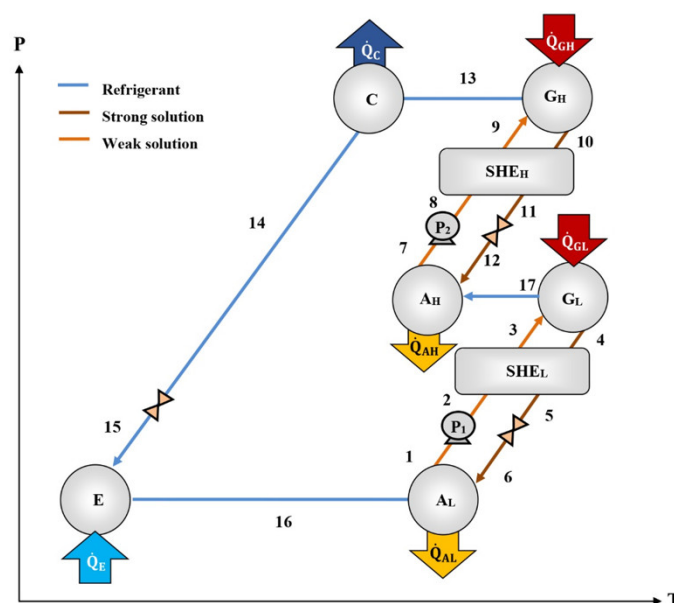 P
Q̇C
Q̇GH
13
C
GH
Refrigerant
Strong solution
Weak solution
9
10
SHEH
8
11
14
P2
Q̇GL
7
12
17
AH
GL
3
4
Q̇AH
SHEL
2
15
P1
5
1
6
E
AL
16
Q̇E
Q̇AL
T